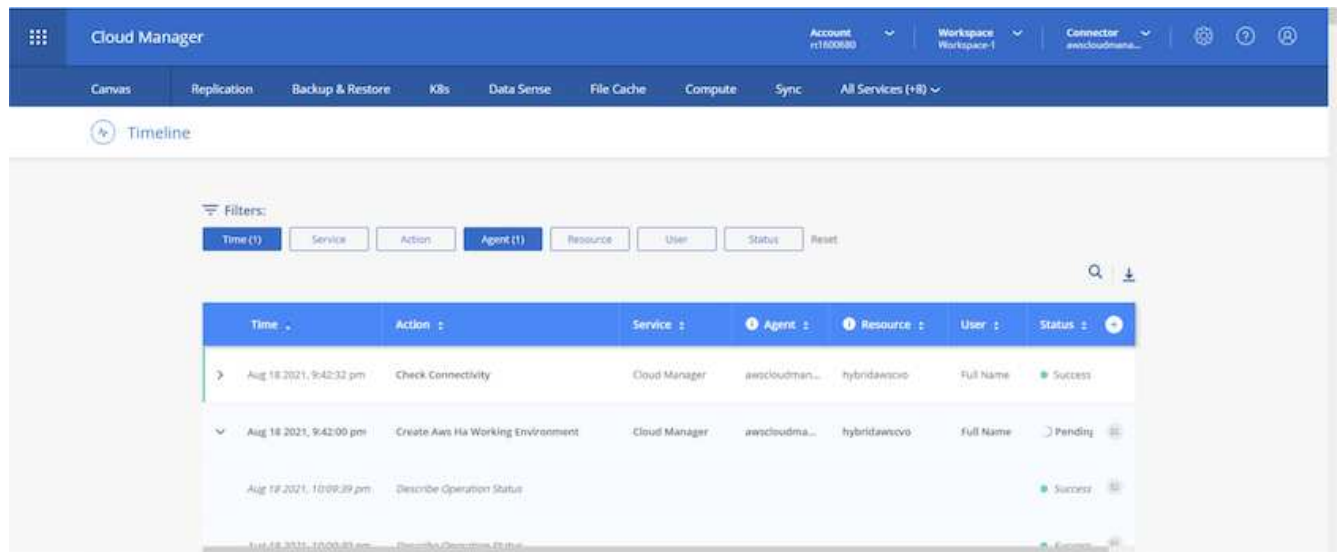 Cloud Manager
Account
Workspace
Workspace-1
Connector
awscloudmana...
Canvas
Replication
Backup & Restore
K8s
Data Sense
File Cache
Compute
Sync
All Services (+8)
Timeline
Filters:
Time (1)
Service
Action
Agent (1)
Resource
User
Status
Reset
Time
Action
Service
Agent
Resource
User
Status
Aug 18 2021, 9:42:32 pm
Check Connectivity
Cloud Manager
awscloudman...
hybridawscvo
Full Name
Success
Aug 18 2021, 9:42:00 pm
Create Aws Ha Working Environment
Cloud Manager
awscloudma...
hybridawscvo
Full Name
Pending
Aug 18 2021, 10:09:39 pm
Describe Operation Status
Success